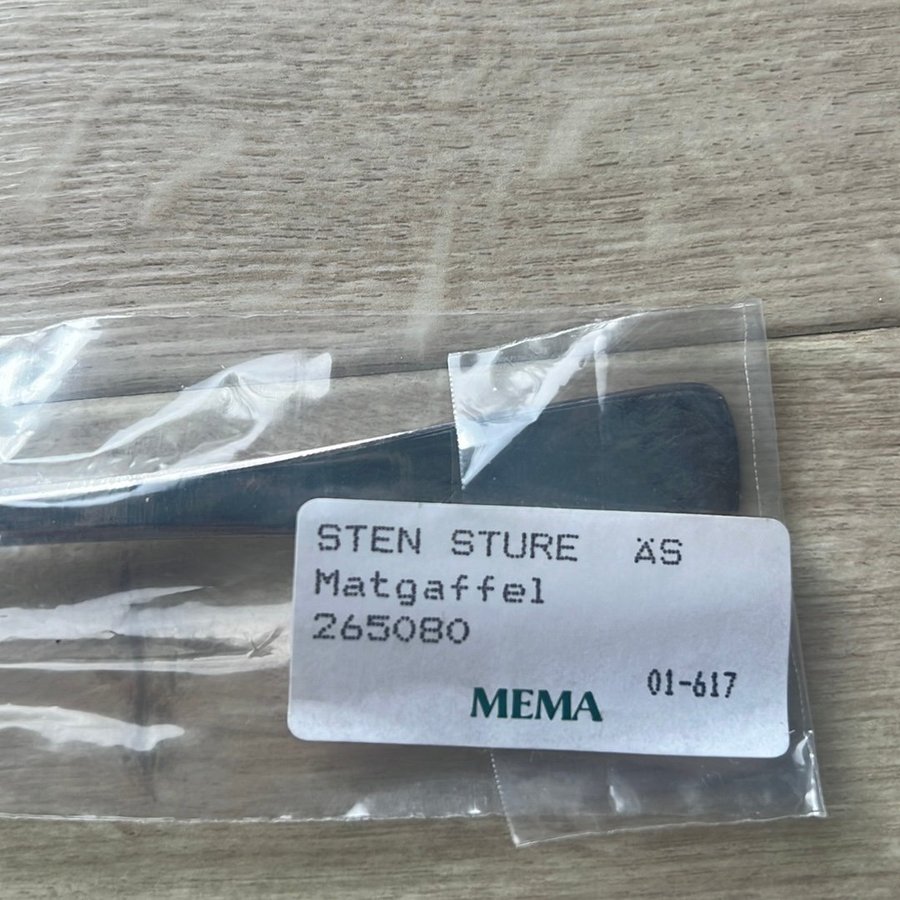 STEN STURE ÄS
Matgaffel
265080
01-617
MEMA